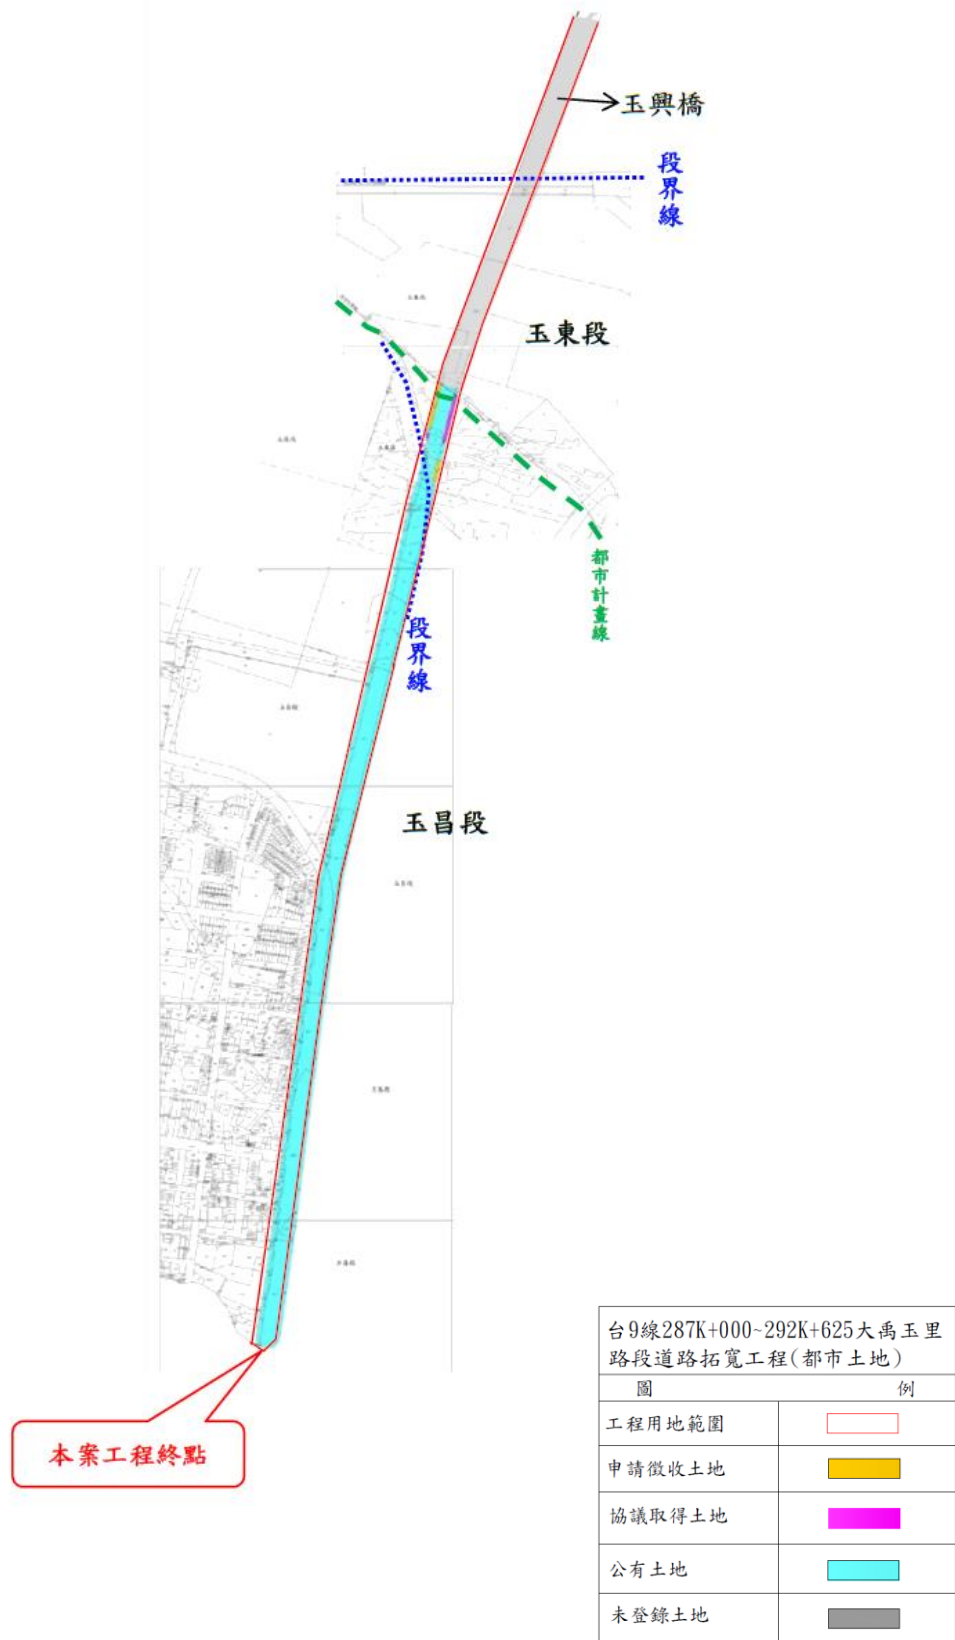 玉興橋
段界線
玉東段
都市計畫線
段界線
玉昌段
本案工程終點
台9線287K+000~292K+625大禹玉里
路段道路拓寬工程(都市土地)
圖 例
工程用地範圍
申請徵收土地
協議取得土地
公有土地
未登錄土地